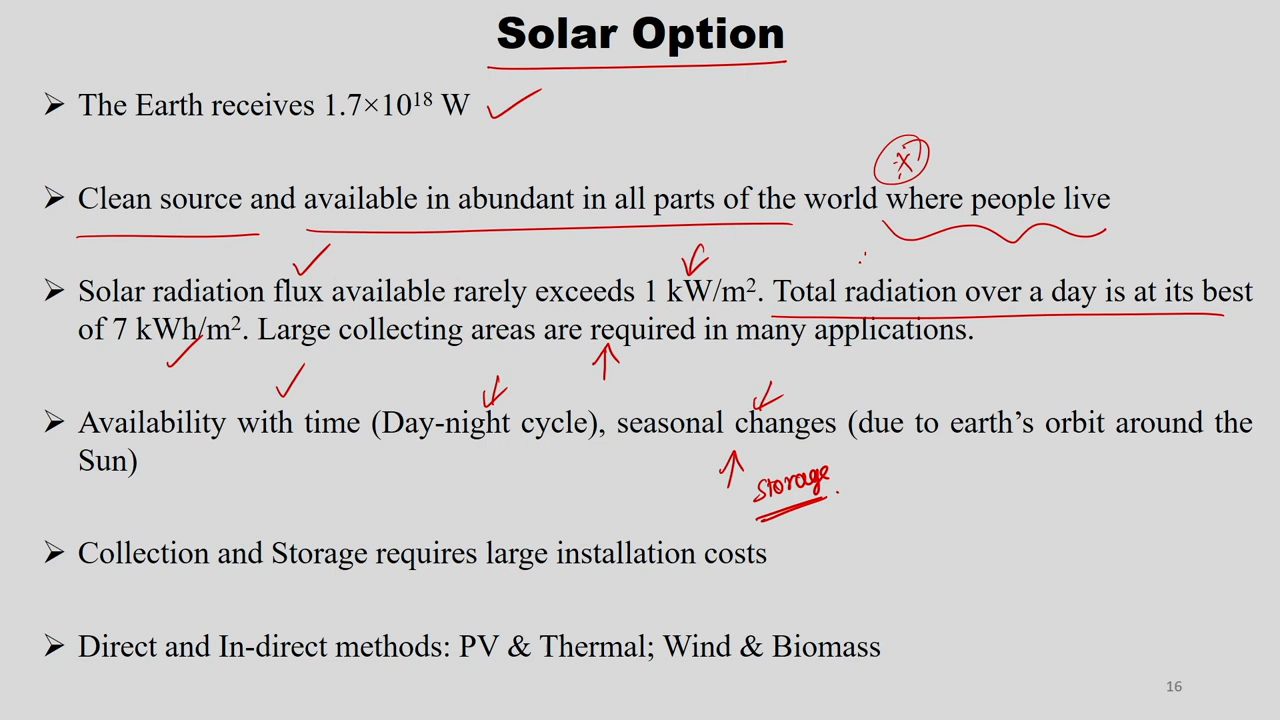 Solar Option
➢ The Earth receives 1.7×10¹⁸ W
➢ Clean source and available in abundant in all parts of the world where people live
➢ Solar radiation flux available rarely exceeds 1 kW/m². Total radiation over a day is at its best
of 7 kWh/m². Large collecting areas are required in many applications.
➢ Availability with time (Day-night cycle), seasonal changes (due to earth’s orbit around the
Sun)
storage
➢ Collection and Storage requires large installation costs
➢ Direct and In-direct methods: PV & Thermal; Wind & Biomass
16